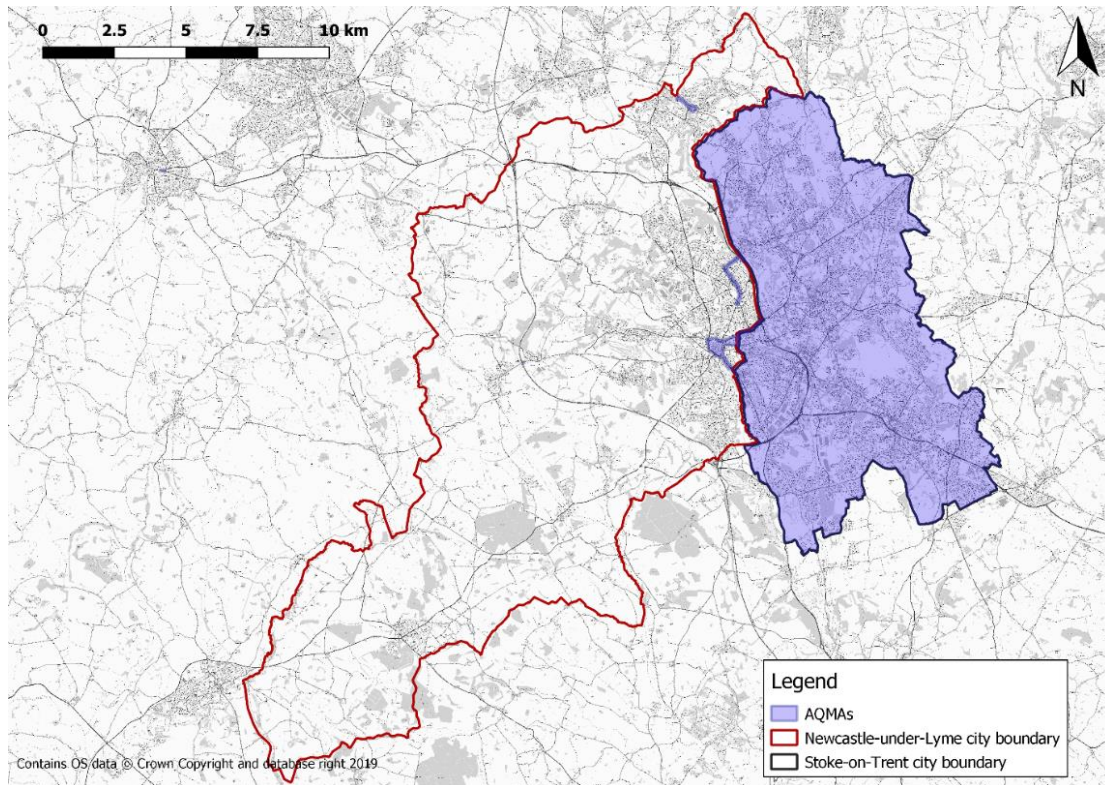 0 2.5 5 7.5 10 km
N
Legend
AQMAs
Newcastle-under-Lyme city boundary
Stoke-on-Trent city boundary
Contains OS data © Crown Copyright and database right 2019